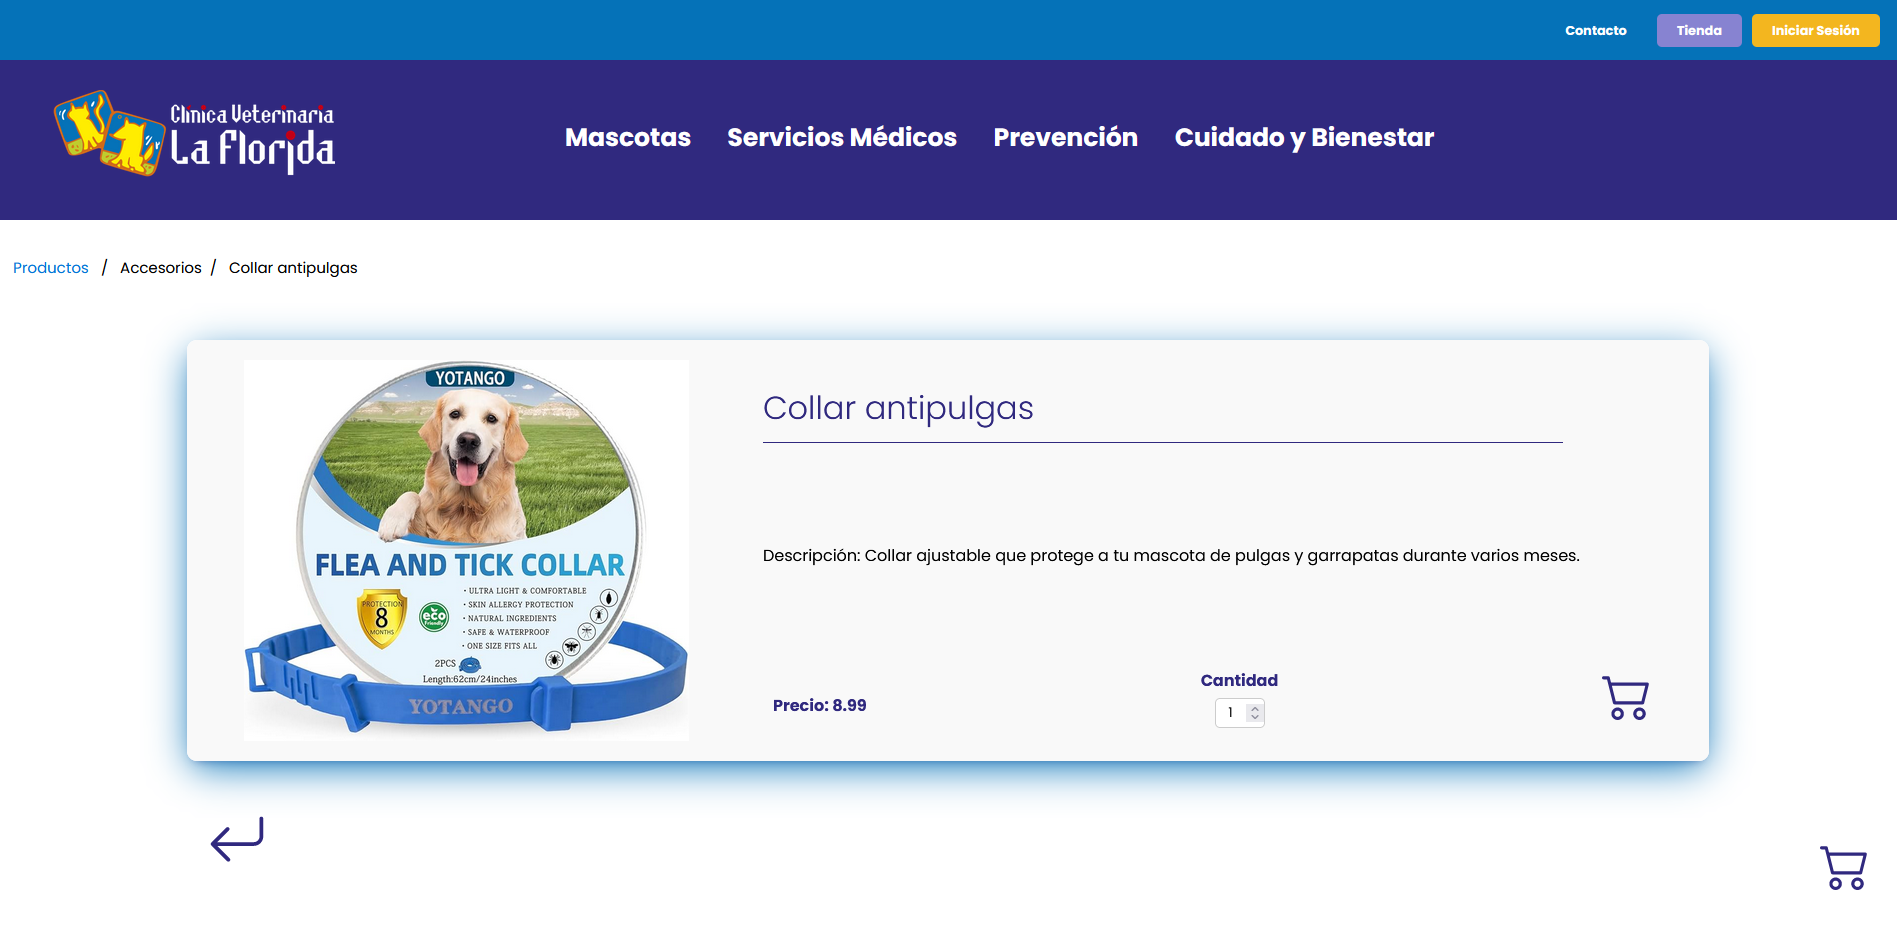 Contacto
Tienda
Iniciar Sesión
Clínica Veterinaria
La Florida
Mascotas
Servicios Médicos
Prevención
Cuidado y Bienestar
Productos / Accesorios / Collar antipulgas
YOTANGO
FLEA AND TICK COLLAR
PROTECTION
8
MONTHS
eco
Friendly
· ULTRA LIGHT & COMFORTABLE
· SKIN ALLERGY PROTECTION
· NATURAL INGREDIENTS
· SAFE & WATERPROOF
· ONE SIZE FITS ALL
2PCS
Length:62cm/24inches
YOTANGO
Collar antipulgas
Descripción: Collar ajustable que protege a tu mascota de pulgas y garrapatas durante varios meses.
Precio: 8.99
Cantidad
1